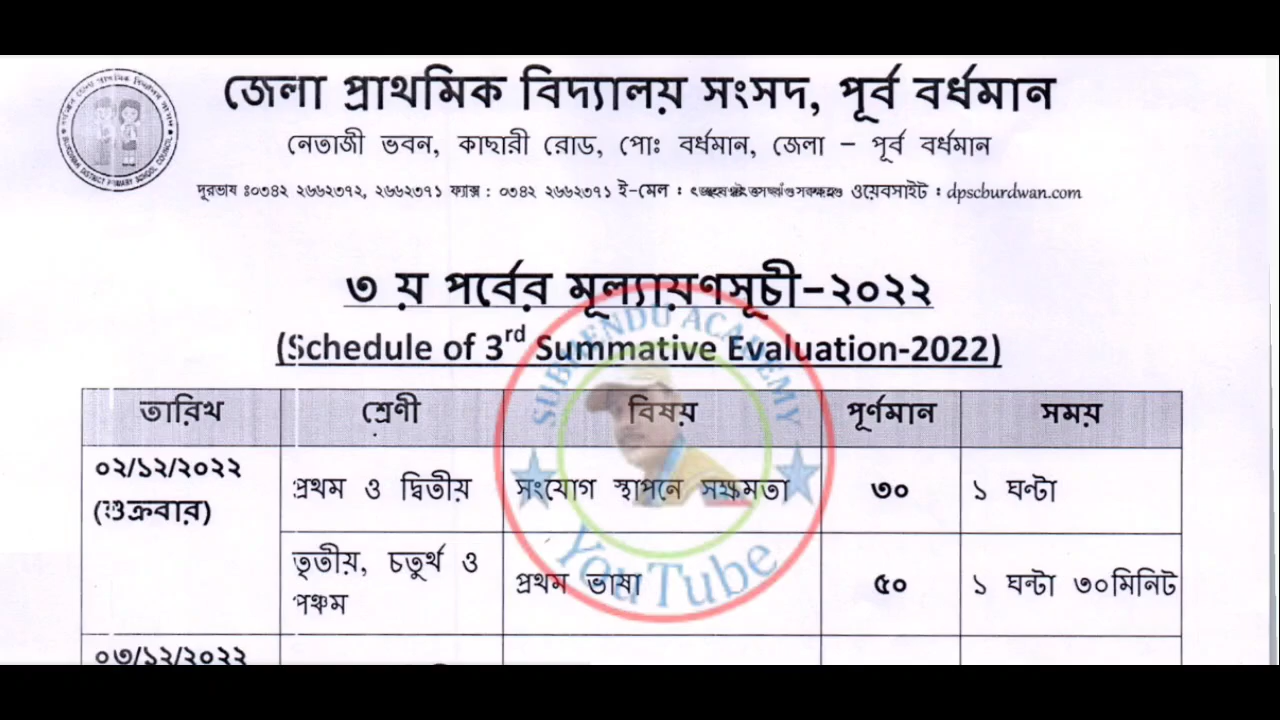 জেলা প্রাথমিক বিদ্যালয় সংসদ, পূর্ব বর্ধমান
নেতাজী ভবন, কাছারী রোড, পোঃ বর্ধমান, জেলা – পূর্ব বর্ধমান
দূরভাষ ঃ০৩৪২ ২৬৬২৩৭২, ২৬৬২৩৭১ ফ্যাক্স : ০৩৪২ ২৬৬২৩৭১ ই-মেল : ওয়েবসাইট : dpscburdwan.com
৩ য় পর্বের মূল্যায়ণসূচী-২০২২
(Schedule of 3rd Summative Evaluation-2022)
SUBHENDU ACADEMY
YouTube
তারিখ শ্রেণী বিষয় পূর্ণমান সময়
০২/১২/২০২২
(শুক্রবার)
প্রথম ও দ্বিতীয় সংযোগ স্থাপনে সক্ষমতা ৩০ ১ ঘণ্টা
তৃতীয়, চতুর্থ ও
পঞ্চম
প্রথম ভাষা ৫০ ১ ঘণ্টা ৩০মিনিট
০৩/১২/২০২২